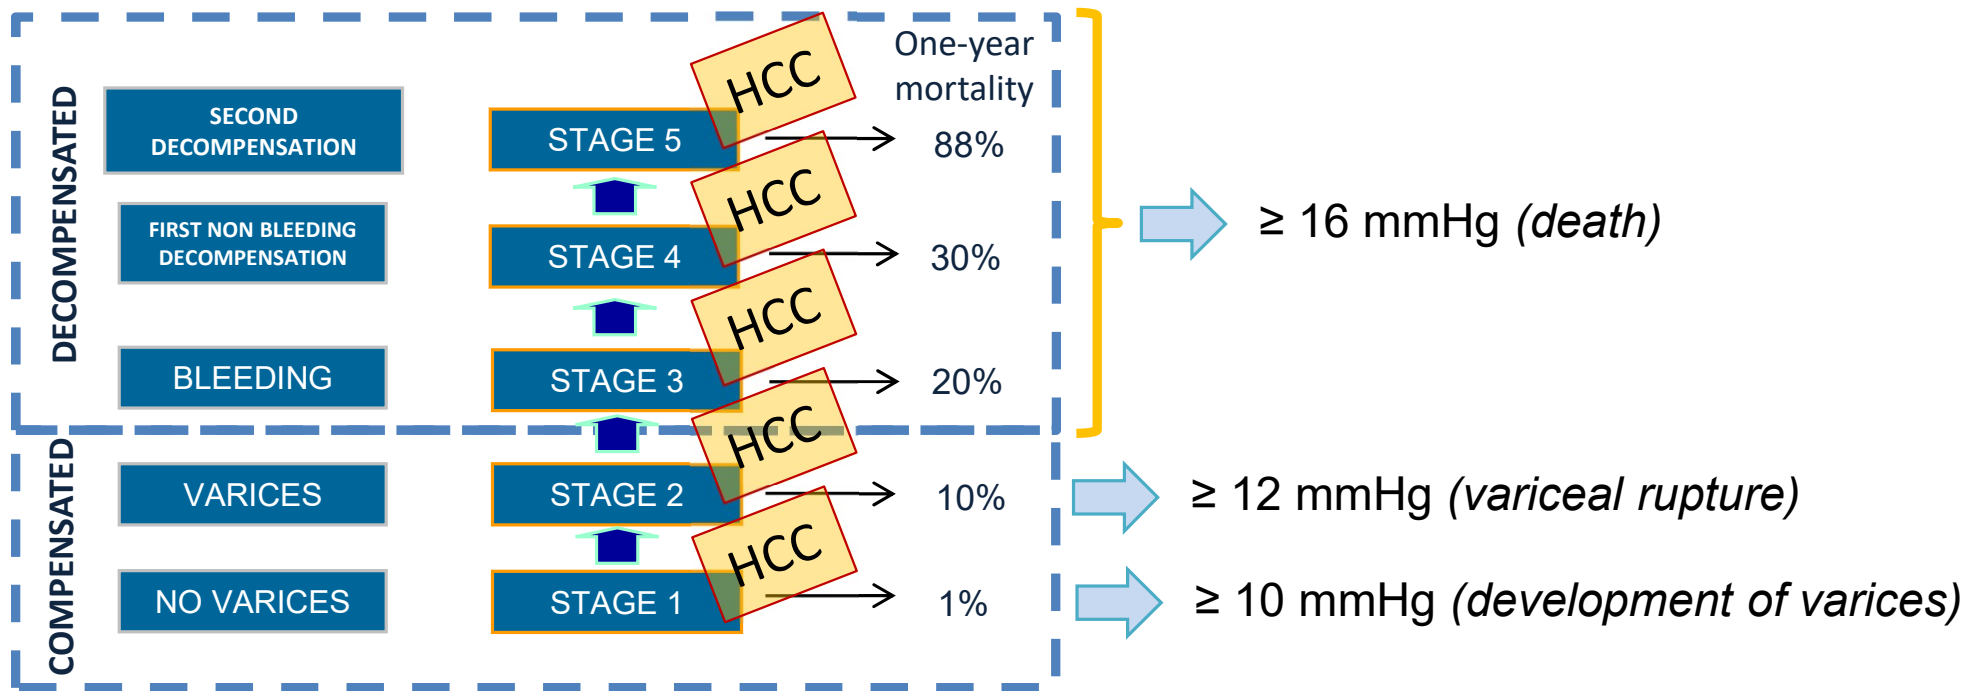 One-year
mortality
DECOMPENSATED
SECOND
DECOMPENSATION
STAGE 5
HCC
88%
FIRST NON BLEEDING
DECOMPENSATION
STAGE 4
HCC
30%
≥ 16 mmHg (death)
BLEEDING
STAGE 3
HCC
20%
COMPENSATED
VARICES
STAGE 2
HCC
10%
≥ 12 mmHg (variceal rupture)
NO VARICES
STAGE 1
HCC
1%
≥ 10 mmHg (development of varices)